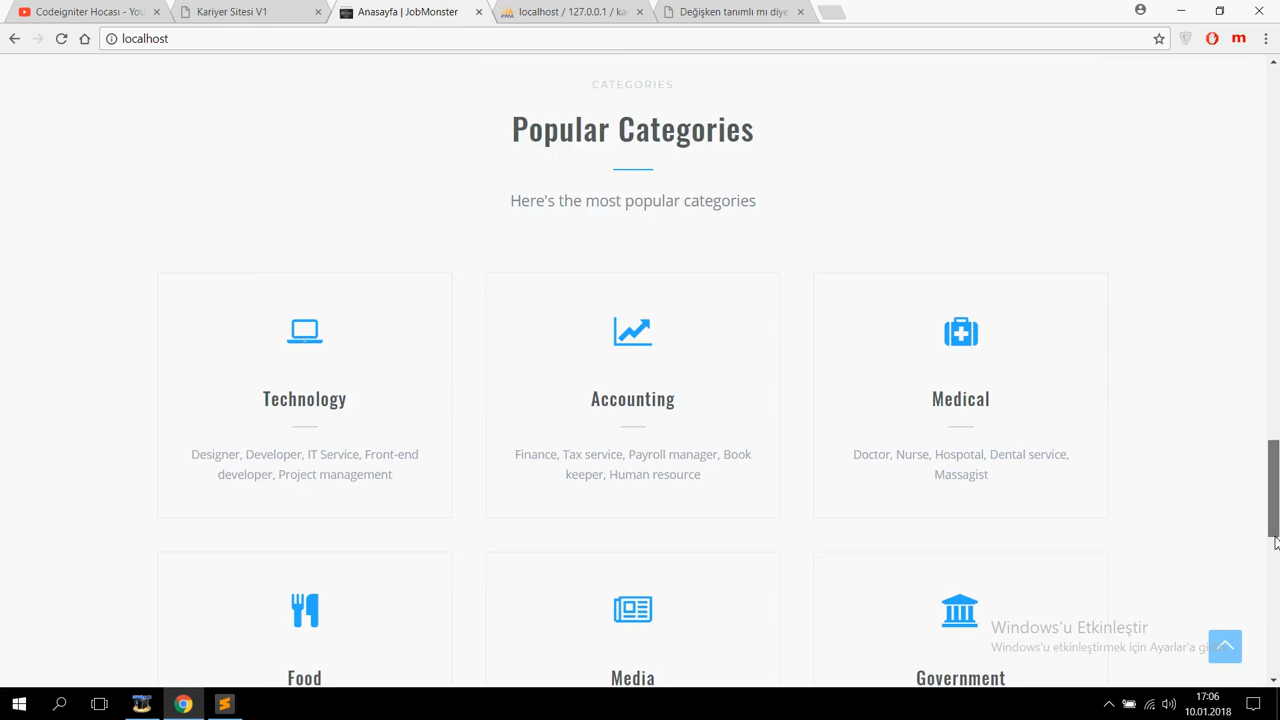 Codeigniter Hocası - You
Kariyer Sitesi V1
Anasayfa | JobMonster
localhost / 127.0.0.1 / ka
Değişken tanımlı mı diye
localhost
CATEGORIES
Popular Categories
Here's the most popular categories
Technology
Designer, Developer, IT Service, Front-end
developer, Project management
Accounting
Finance, Tax service, Payroll manager, Book
keeper, Human resource
Medical
Doctor, Nurse, Hospotal, Dental service,
Massagist
Food
Media
Government
Windows'u Etkinleştir
Windows'u etkinleştirmek için Ayarlar'a
17:06
10.01.2018